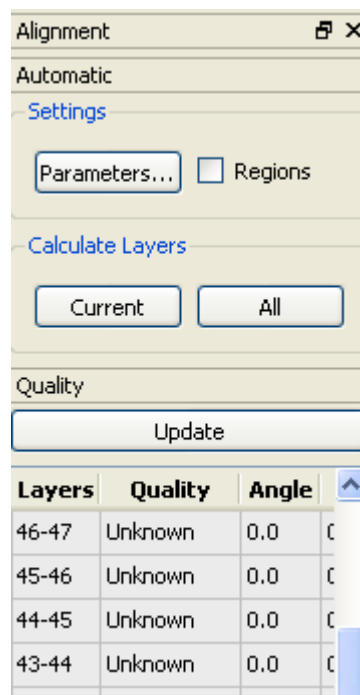 Alignment
Automatic
Settings
Parameters... Regions
Calculate Layers
Current All
Quality
Update
Layers Quality Angle
46-47 Unknown 0.0
45-46 Unknown 0.0
44-45 Unknown 0.0
43-44 Unknown 0.0